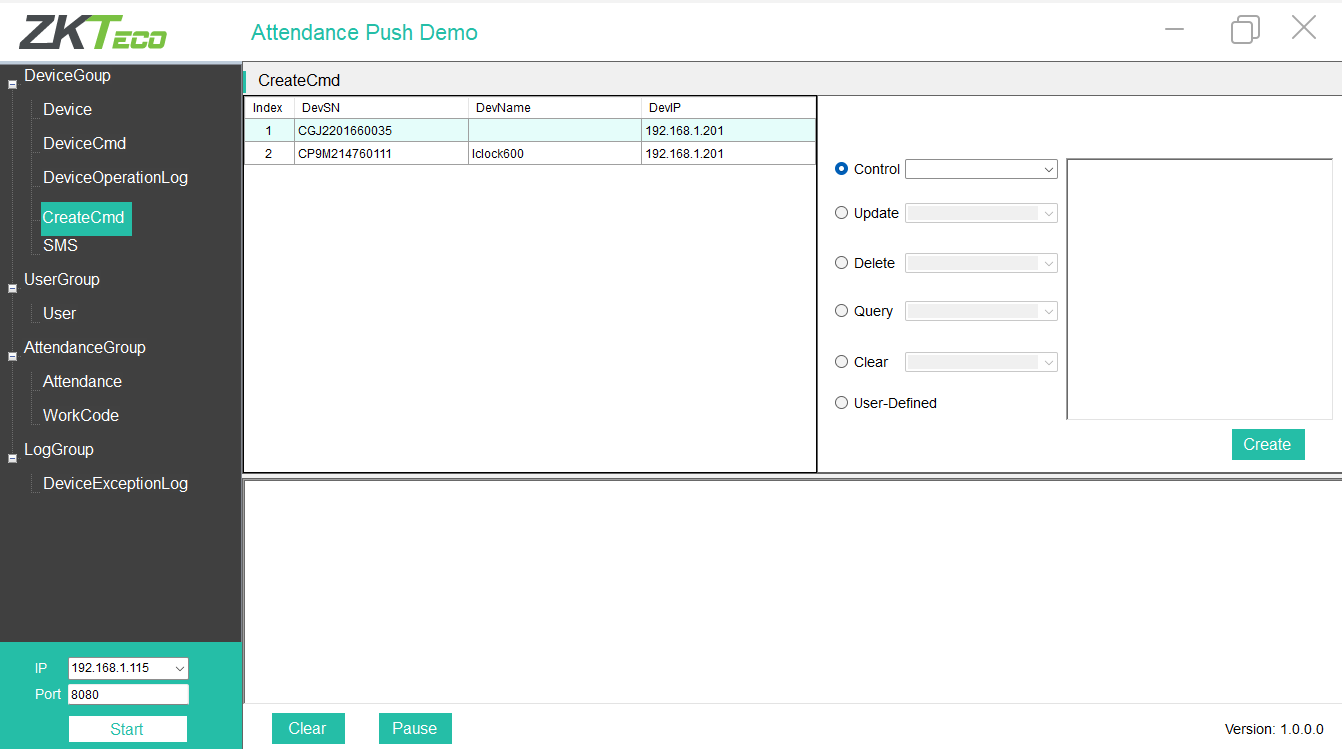 ZKTECO
Attendance Push Demo
DeviceGoup
Device
DeviceCmd
DeviceOperationLog
CreateCmd
SMS
UserGroup
User
AttendanceGroup
Attendance
WorkCode
LogGroup
DeviceExceptionLog
IP 192.168.1.115
Port 8080
Start
CreateCmd
Index DevSN DevName DevIP
1 CGJ2201660035 192.168.1.201
2 CP9M214760111 Iclock600 192.168.1.201
Control
Update
Delete
Query
Clear
User-Defined
Create
Clear Pause
Version: 1.0.0.0